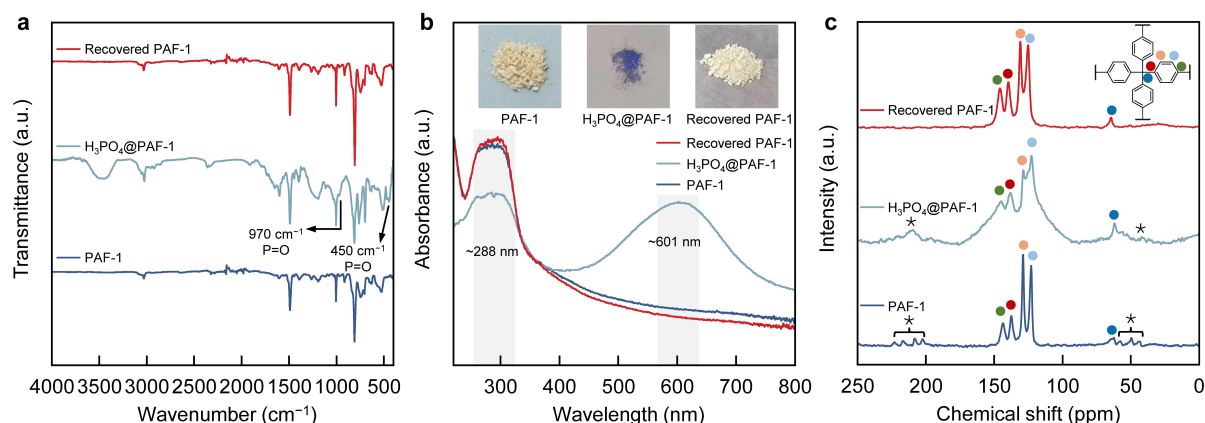 a
Transmittance (a.u.)
Recovered PAF-1
H₃PO₄@PAF-1
970 cm⁻¹
P=O
450 cm⁻¹
P=O
PAF-1
4000 3500 3000 2500 2000 1500 1000 500
Wavenumber (cm⁻¹)
b
Absorbance (a.u.)
PAF-1 H₃PO₄@PAF-1 Recovered PAF-1
Recovered PAF-1
H₃PO₄@PAF-1
PAF-1
~288 nm
~601 nm
300 400 500 600 700 800
Wavelength (nm)
c
Intensity (a.u.)
Recovered PAF-1
H₃PO₄@PAF-1
*
*
PAF-1
*
*
250 200 150 100 50 0
Chemical shift (ppm)